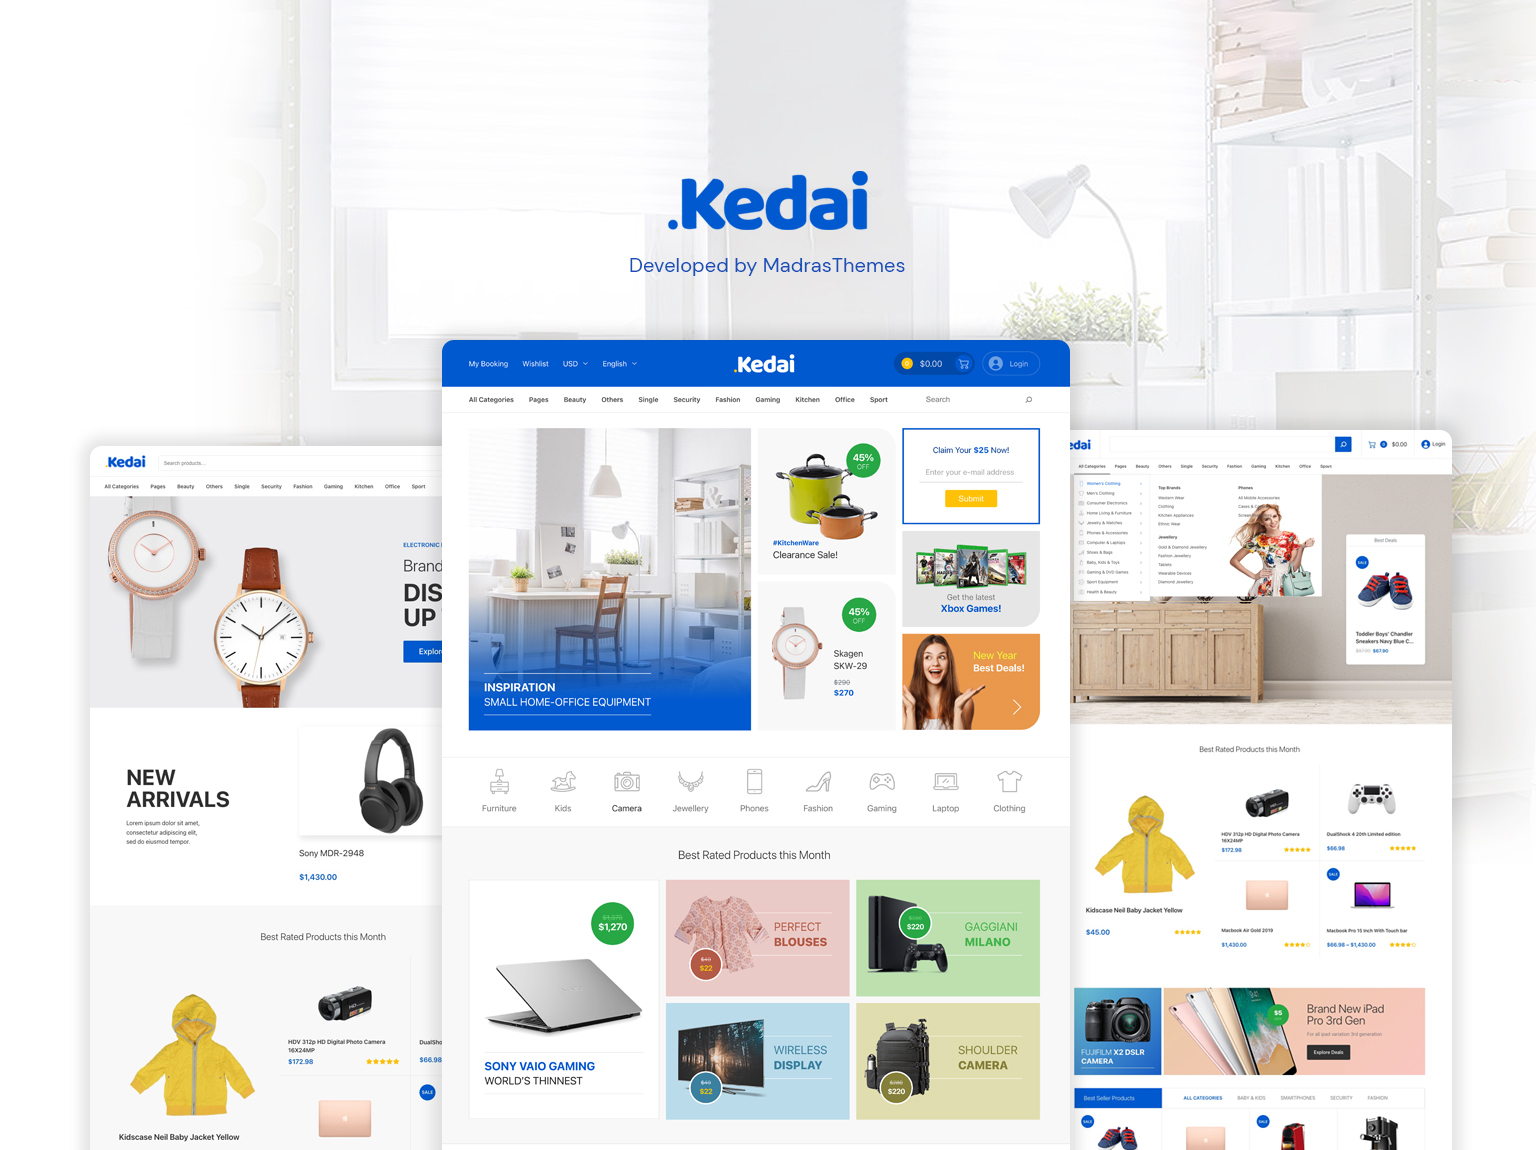 .Kedai
Developed by MadrasThemes
My Booking Wishlist USD English
.Kedai
0 $0.00 Login
All Categories Pages Beauty Others Single Security Fashion Gaming Kitchen Office Sport Search
INSPIRATION
SMALL HOME-OFFICE EQUIPMENT
45%
OFF
#KitchenWare
Clearance Sale!
45%
OFF
Skagen
SKW-29
$290
$270
Claim Your $25 Now!
Enter your e-mail address
Submit
Get the latest
Xbox Games!
New Year
Best Deals!
Furniture Kids Camera Jewellery Phones Fashion Gaming Laptop Clothing
Best Rated Products this Month
$1,270
SONY VAIO GAMING
WORLD'S THINNEST
PERFECT
BLOUSES
$49
$22
GAGGIANI
MILANO
$220
WIRELESS
DISPLAY
$49
$22
SHOULDER
CAMERA
$280
$220
.Kedai
Search products...
All Categories Pages Beauty Others Single Security Fashion Gaming Kitchen Office Sport
ELECTRONIC
Brand
DIS
UP
Explore
NEW
ARRIVALS
Lorem ipsum dolor sit amet,
consectetur adipiscing elit,
sed do eiusmod tempor.
Sony MDR-2948
$1,430.00
Best Rated Products this Month
Kidscase Neil Baby Jacket Yellow
HDV 312p HD Digital Photo Camera
16X24MP
$172.98
DualSho
$66.98
SALE
edai
$0.00 Login
All Categories Pages Beauty Others Single Security Fashion Gaming Kitchen Office Sport
Women's Clothing
Men's Clothing
Consumer Electronics
Home Living & Furniture
Jewelry & Watches
Phones & Accessories
Computer & Laptops
Shoes & Bags
Baby, Kids & Toys
Gaming & DVD Games
Sport Equipment
Health & Beauty
Top Brands
Western Wear
Clothing
Kitchen Appliances
Ethnic Wear
Jewellery
Gold & Diamond Jewellery
Fashion Jewellery
Tablets
Wearable Devices
Diamond Jewellery
Phones
All Mobile Accessories
Cases & C
Screen
Best Deals
SALE
Toddler Boys' Chandler
Sneakers Navy Blue C...
$67.90
Best Rated Products this Month
Kidscase Neil Baby Jacket Yellow
$45.00
HDV 312p HD Digital Photo Camera
16X24MP
$172.98
DualShock 4 20th Limited edition
$66.98
SALE
Macbook Air Gold 2019
$1,430.00
Macbook Pro 15 Inch With Touch bar
$66.98 – $1,430.00
FUJIFILM X2 DSLR
CAMERA
$5
Brand New iPad
Pro 3rd Gen
For all ipad variation 3rd generation
Explore Deals
Best Seller Products
ALL CATEGORIES BABY & KIDS SMARTPHONES SECURITY FASHION
SALE
SALE